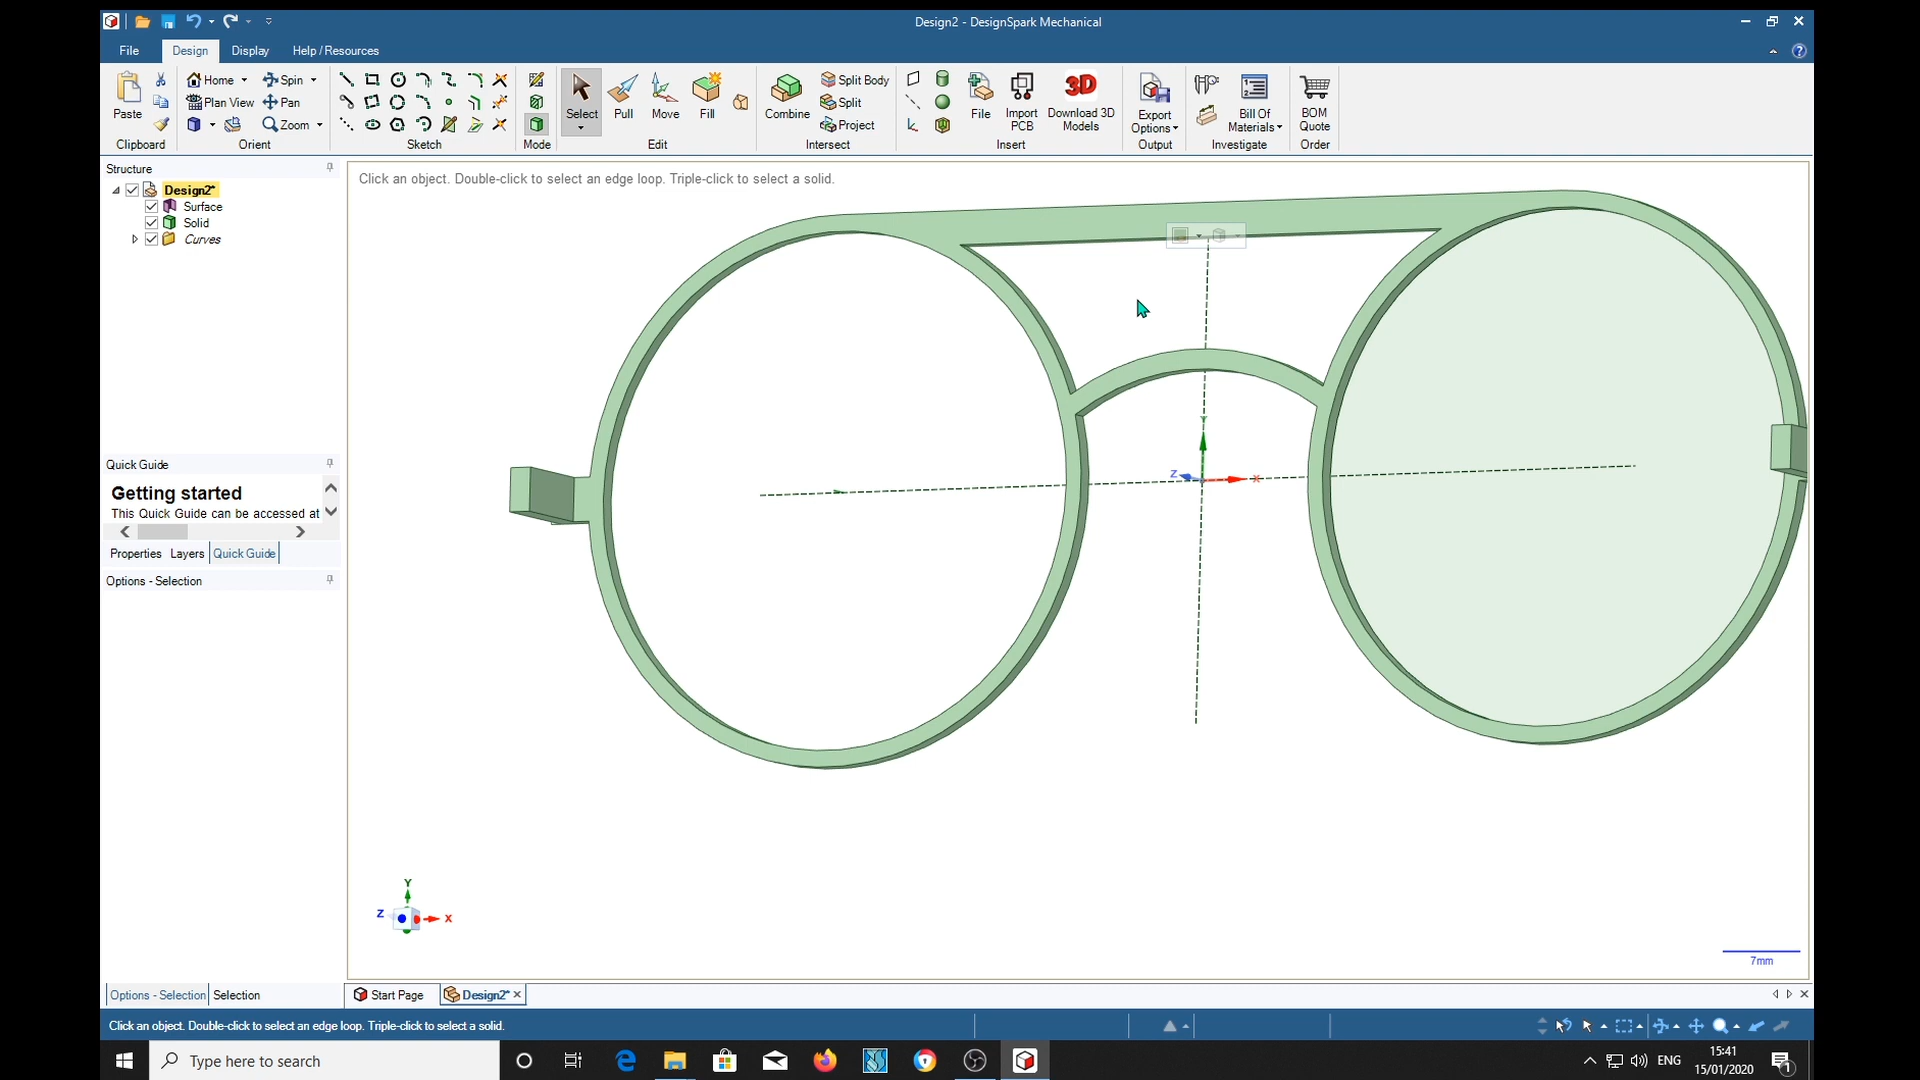 Design2 - DesignSpark Mechanical
File Design Display Help / Resources
Home Spin Split Body
Plan View Pan Split
Paste Zoom Select Pull Move Fill Combine Project File Import PCB Download 3D Models Export Options Bill Of Materials BOM Quote
3D
Clipboard Orient Sketch Mode Edit Intersect Insert Output Investigate Order
Structure
Click an object. Double-click to select an edge loop. Triple-click to select a solid.
Design2*
Surface
Solid
Curves
Quick Guide
Getting started
This Quick Guide can be accessed at
Properties Layers Quick Guide
Options - Selection
Y
Z X
Y
Z X
7mm
Options - Selection Selection Start Page Design2*
Click an object. Double-click to select an edge loop. Triple-click to select a solid.
Type here to search
ENG
15:41
15/01/2020
1